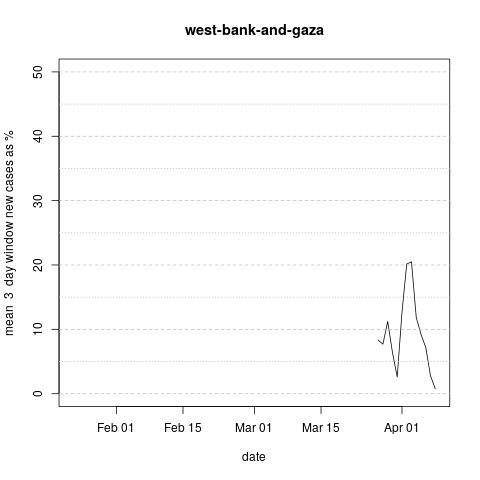 west-bank-and-gaza
mean 3 day window new cases as %
50
40
30
20
10
0
Feb 01
Feb 15
Mar 01
Mar 15
Apr 01
date